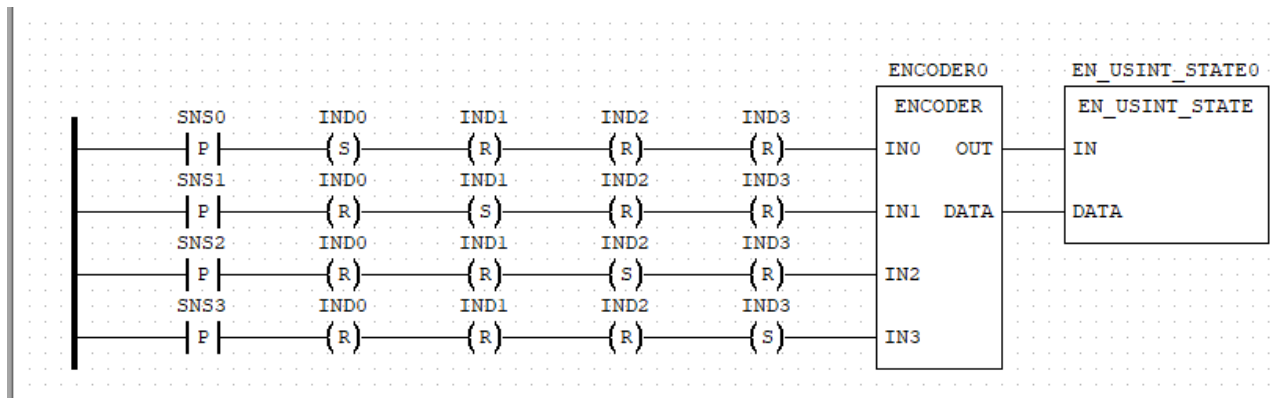 ENCODER0 EN_USINT_STATE0
ENCODER EN_USINT_STATE
SNS0 IND0 IND1 IND2 IND3
P S R R R IN0 OUT IN
SNS1 IND0 IND1 IND2 IND3
P R S R R IN1 DATA DATA
SNS2 IND0 IND1 IND2 IND3
P R R S R IN2
SNS3 IND0 IND1 IND2 IND3
P R R R S IN3